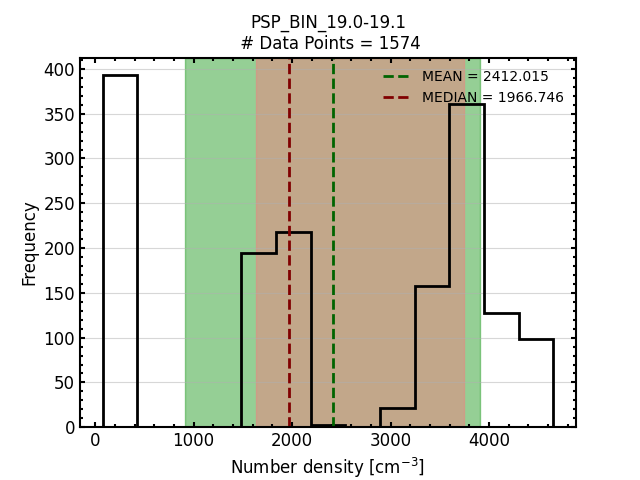 PSP_BIN_19.0-19.1
# Data Points = 1574
MEAN = 2412.015
MEDIAN = 1966.746
Frequency
400
350
300
250
200
150
100
50
0
0 1000 2000 3000 4000
Number density [cm⁻³]